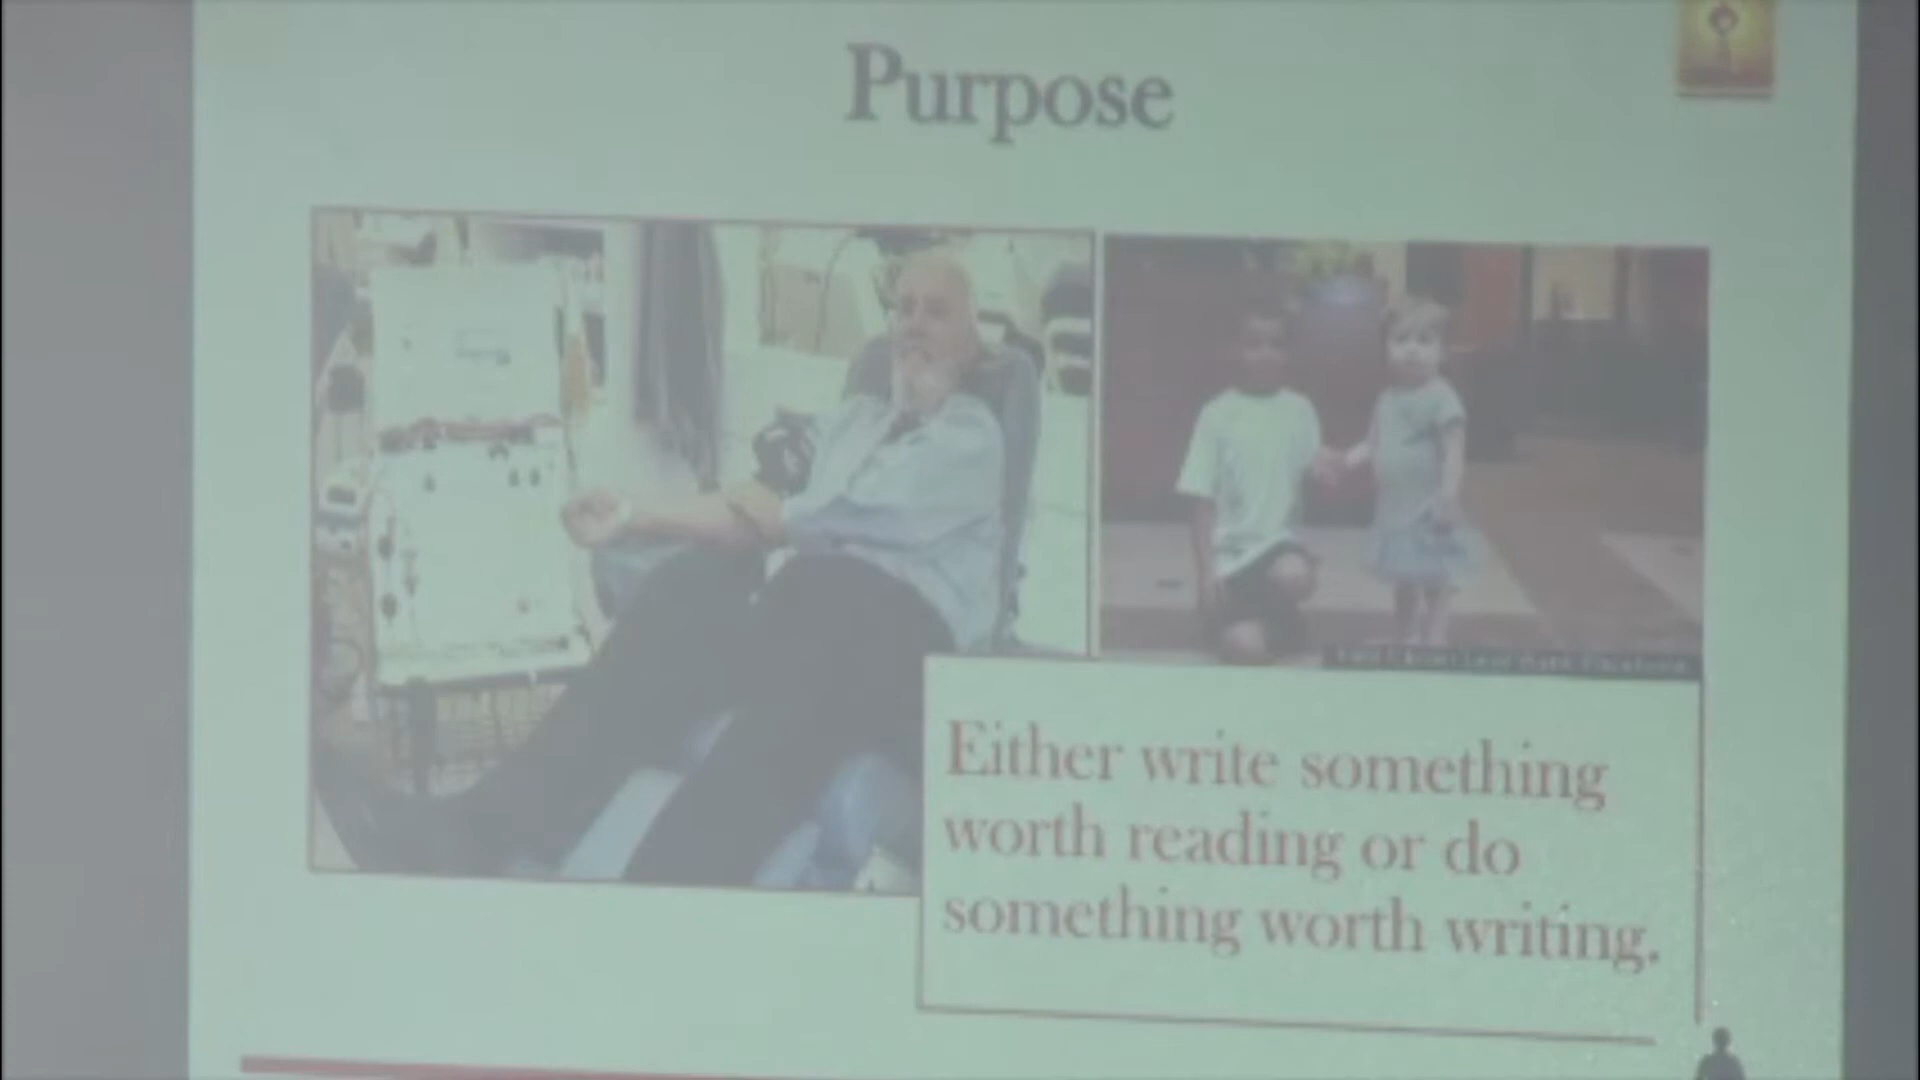 Purpose
Either write something
worth reading or do
something worth writing.